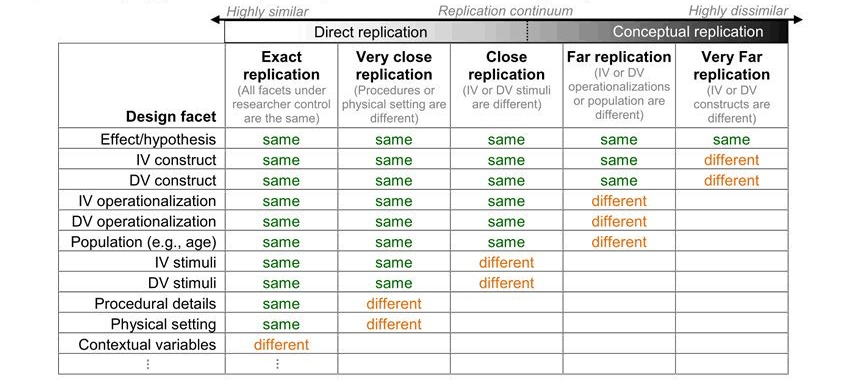 Highly similar Replication continuum Highly dissimilar
Direct replication Conceptual replication
Design facet
Exact
replication
(All facets under
researcher control
are the same)
Very close
replication
(Procedures or
physical setting are
different)
Close
replication
(IV or DV stimuli
are different)
Far replication
(IV or DV
operationalizations
or population are
different)
Very Far
replication
(IV or DV
constructs are
different)
Effect/hypothesis same same same same same
IV construct same same same same different
DV construct same same same same different
IV operationalization same same same different
DV operationalization same same same different
Population (e.g., age) same same same different
IV stimuli same same different
DV stimuli same same different
Procedural details same different
Physical setting same different
Contextual variables different
⋮ ⋮